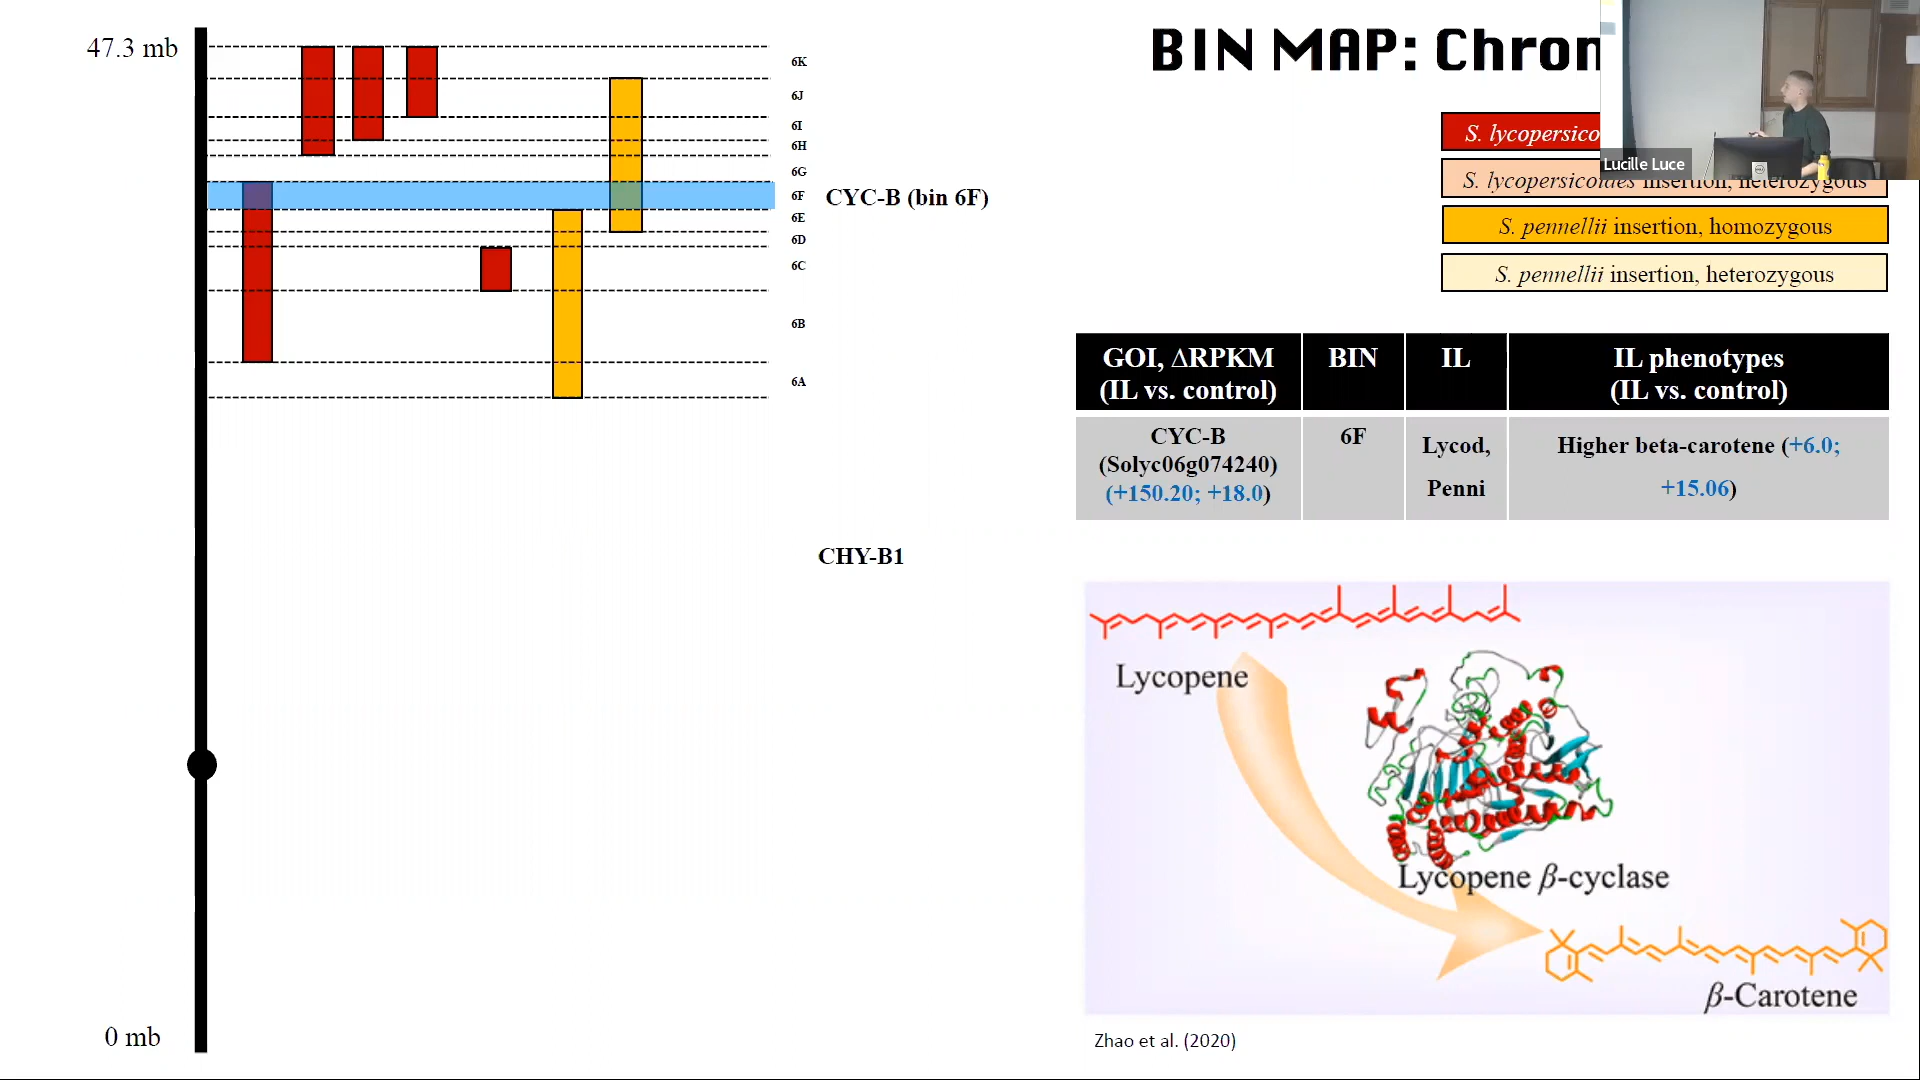 47.3 mb
6K
6J
6I
6H
6G
6F
6E
6D
6C
6B
6A
CYC-B (bin 6F)
CHY-B1
0 mb
BIN MAP: Chrom
S. lycopersico
S. lycopersicoides insertion, heterozygous
S. pennellii insertion, homozygous
S. pennellii insertion, heterozygous
Lucille Luce
GOI, ΔRPKM (IL vs. control)
BIN
IL
IL phenotypes (IL vs. control)
CYC-B
(Solyc06g074240)
(+150.20; +18.0)
6F
Lycod,
Penni
Higher beta-carotene (+6.0;
+15.06)
Lycopene
Lycopene β-cyclase
β-Carotene
Zhao et al. (2020)